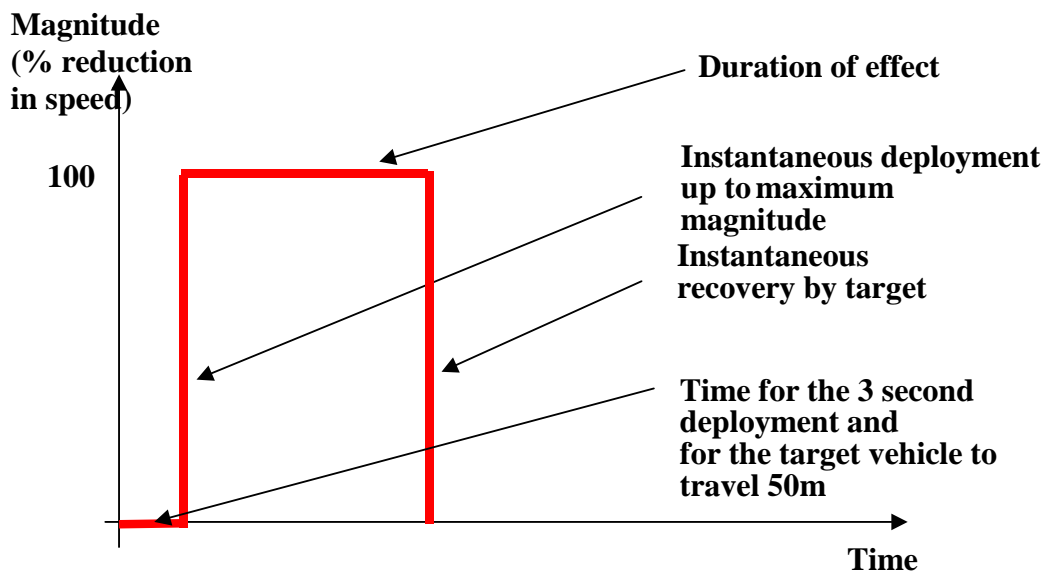 Magnitude
(% reduction
in speed)
Duration of effect
100
Instantaneous deployment
up to maximum
magnitude
Instantaneous
recovery by target
Time for the 3 second
deployment and
for the target vehicle to
travel 50m
Time